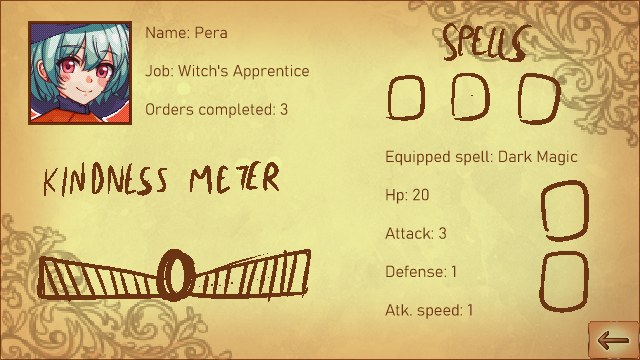 Name: Pera
Job: Witch's Apprentice
Orders completed: 3
KINDNESS METER
SPELLS
Equipped spell: Dark Magic
Hp: 20
Attack: 3
Defense: 1
Atk. speed: 1